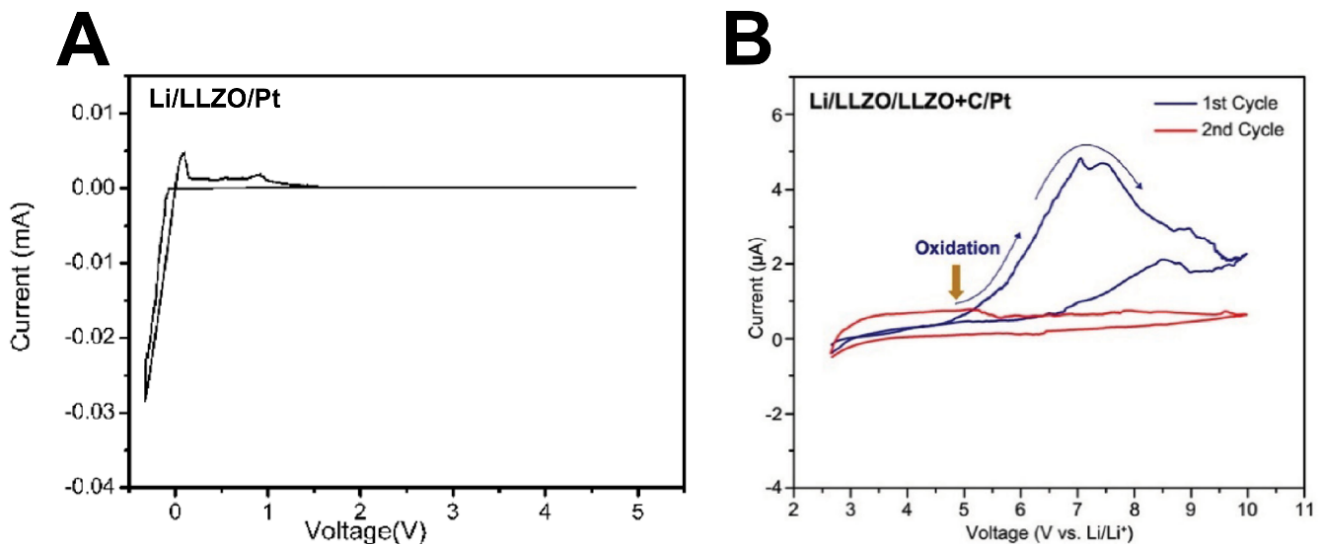 A
Li/LLZO/Pt
0.01
0.00
-0.01
-0.02
-0.03
-0.04
Current (mA)
0 1 2 3 4 5
Voltage(V)
B
Li/LLZO/LLZO+C/Pt
1st Cycle
2nd Cycle
Oxidation
6
4
2
0
-2
-4
Current (µA)
2 3 4 5 6 7 8 9 10 11
Voltage (V vs. Li/Li⁺)